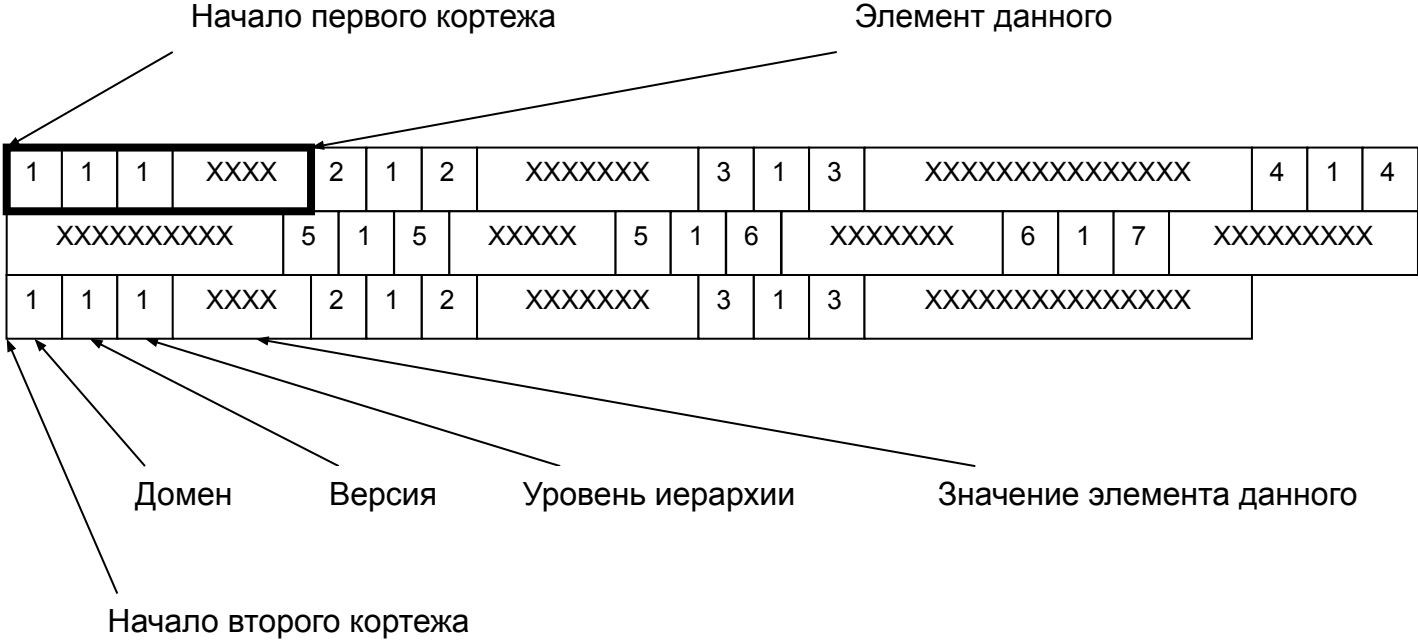 Начало первого кортежа Элемент данного
1 1 1 XXXX 2 1 2 XXXXXXX 3 1 3 XXXXXXXXXXXXXXX 4 1 4
XXXXXXXXXX 5 1 5 XXXXX 5 1 6 XXXXXXX 6 1 7 XXXXXXXXX
1 1 1 XXXX 2 1 2 XXXXXXX 3 1 3 XXXXXXXXXXXXXXX
Домен Версия Уровень иерархии Значение элемента данного
Начало второго кортежа